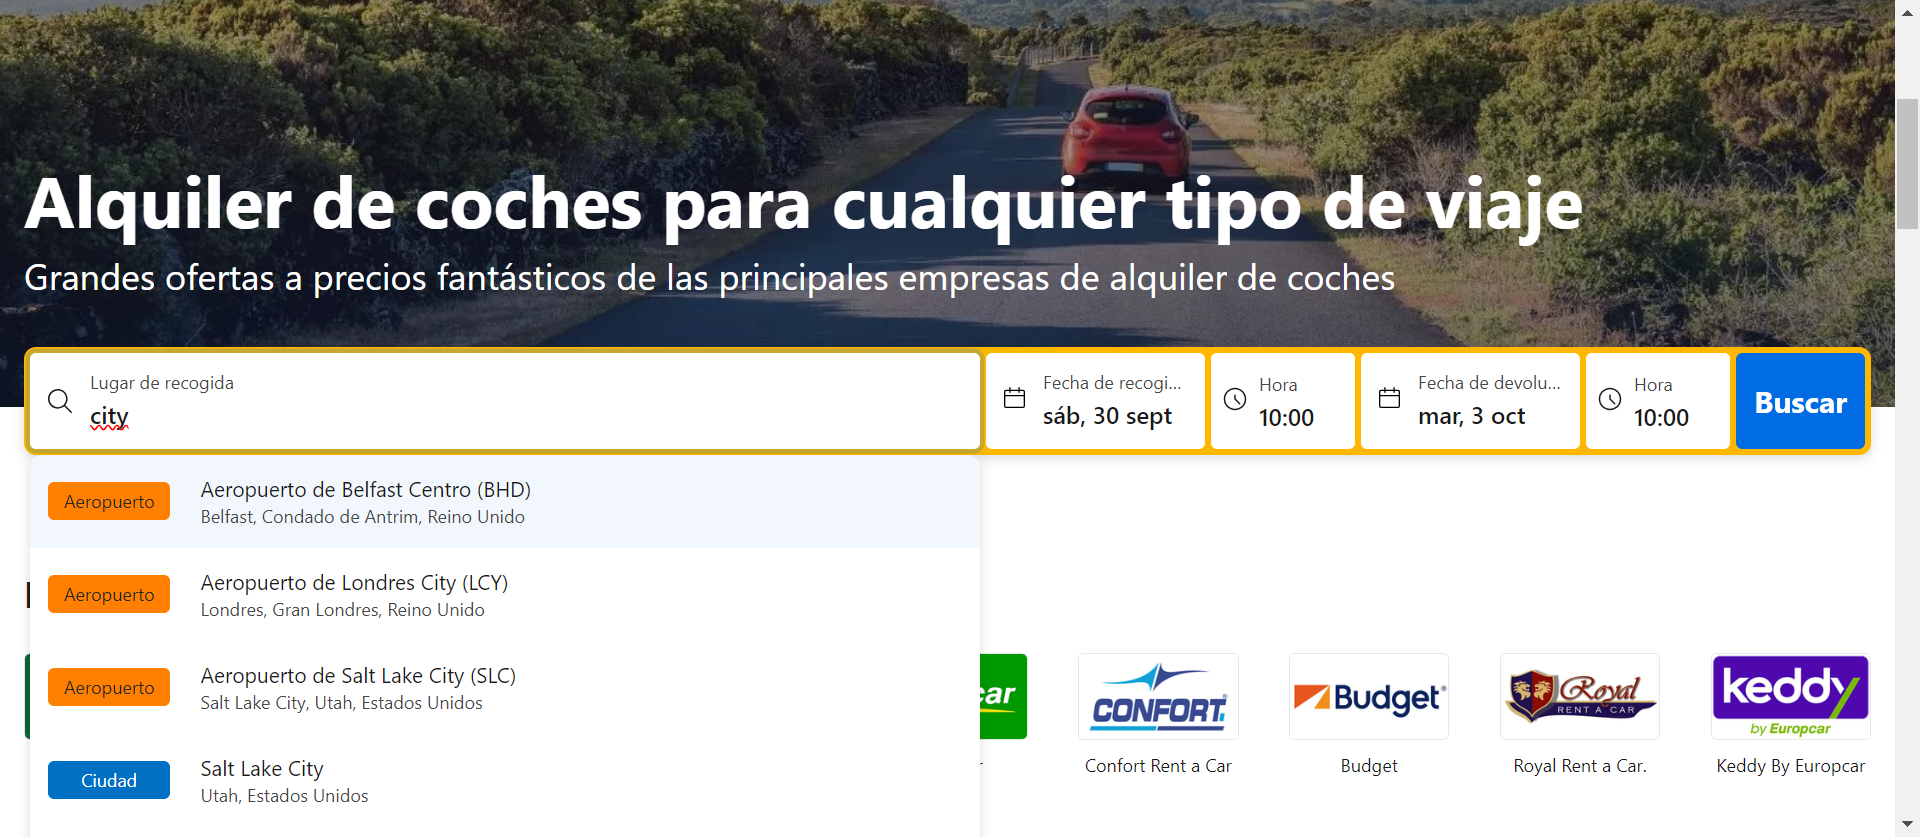 Alquiler de coches para cualquier tipo de viaje
Grandes ofertas a precios fantásticos de las principales empresas de alquiler de coches
Lugar de recogida
city
Fecha de recogi...
sáb, 30 sept
Hora
10:00
Fecha de devolu...
mar, 3 oct
Hora
10:00
Buscar
Aeropuerto
Aeropuerto de Belfast Centro (BHD)
Belfast, Condado de Antrim, Reino Unido
Aeropuerto
Aeropuerto de Londres City (LCY)
Londres, Gran Londres, Reino Unido
Aeropuerto
Aeropuerto de Salt Lake City (SLC)
Salt Lake City, Utah, Estados Unidos
Ciudad
Salt Lake City
Utah, Estados Unidos
car
CONFORT
Budget
Royal
RENT A CAR
keddy
by Europcar
Confort Rent a Car
Budget
Royal Rent a Car.
Keddy By Europcar